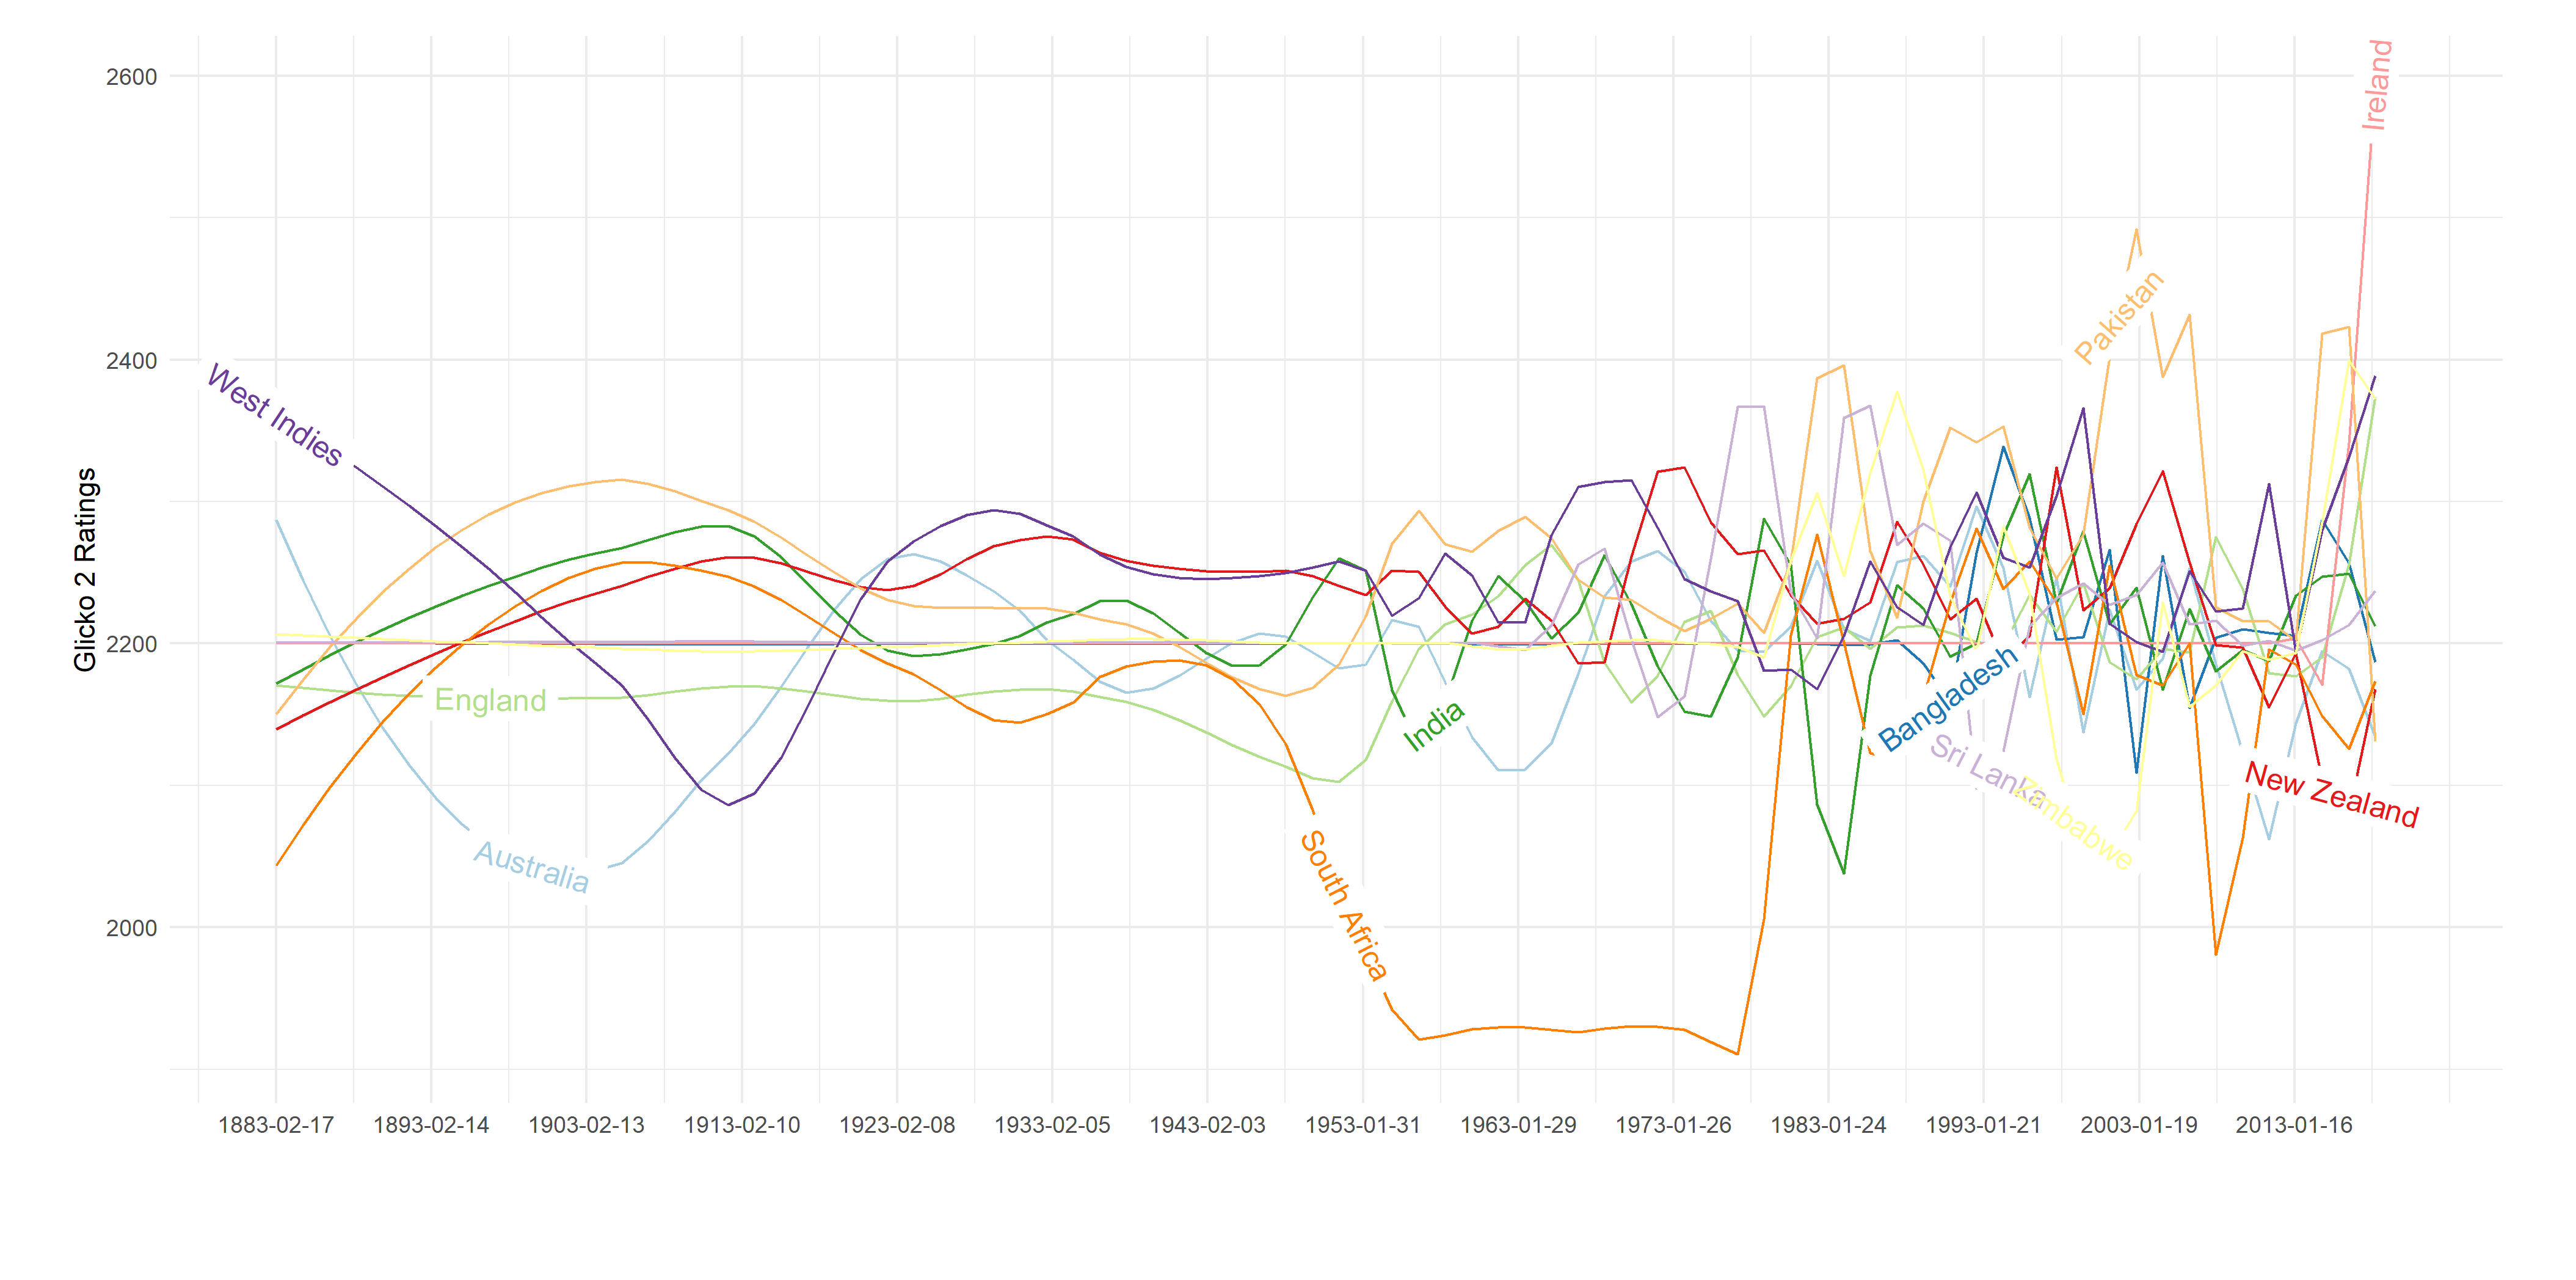 2600
Ireland
Pakistan
2400
West Indies
Glicko 2 Ratings
2200
England
India
Bangladesh
Sri Lanka
Zimbabwe
New Zealand
Australia
South Africa
2000
1883-02-17 1893-02-14 1903-02-13 1913-02-10 1923-02-08 1933-02-05 1943-02-03 1953-01-31 1963-01-29 1973-01-26 1983-01-24 1993-01-21 2003-01-19 2013-01-16